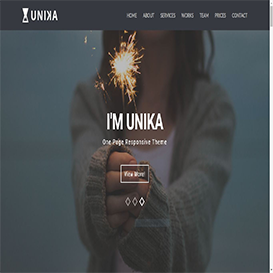 UNIKA
HOME ABOUT SERVICES WORKS TEAM PRICES CONTACT
I'M UNIKA
One Page Responsive Theme
View More!